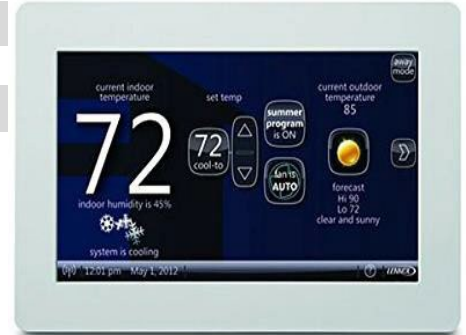 away
mode
current indoor
temperature
72
indoor humidity is 45%
system is cooling
set temp
72
cool-to
summer
program
is ON
fan is
AUTO
current outdoor
temperature
85
forecast
Hi 90
Lo 72
clear and sunny
12:01 pm May 1, 2012
?
LENNOX